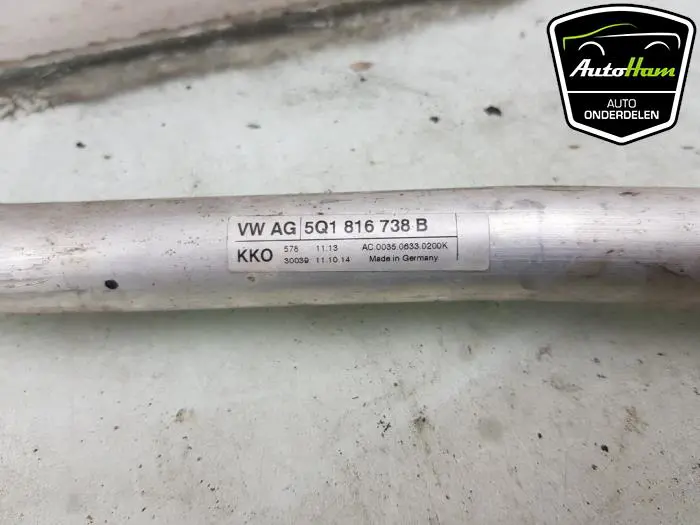 AutoHam
AUTO
ONDERDELEN
VW AG 5Q1 816 738 B
KKO 578 11.13 AC.0035.0633.0200K
30039 11.10.14 Made in Germany